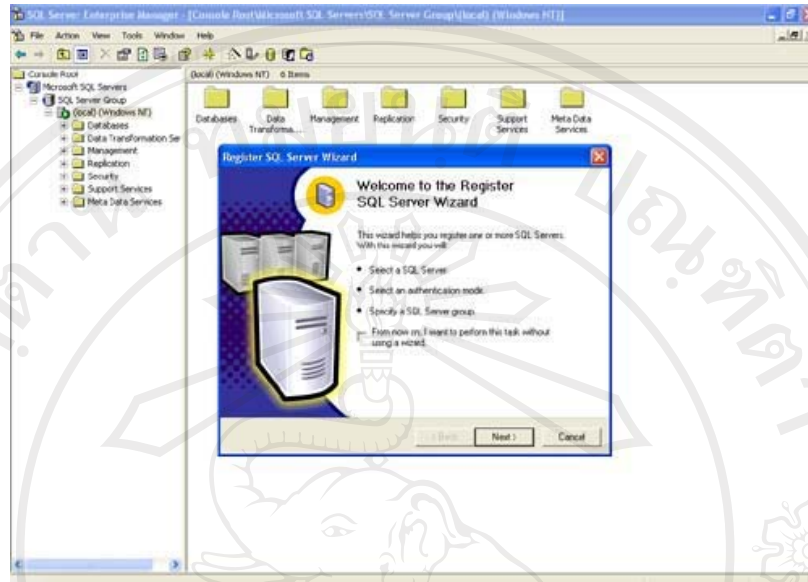 SQL Server Enterprise Manager - [Console Root\Microsoft SQL Servers\SQL Server Group\(local) (Windows NT)]
File Action View Tools Window Help
Console Root
Microsoft SQL Servers
SQL Server Group
(local) (Windows NT)
Databases
Data Transformation Ser
Management
Replication
Security
Support Services
Meta Data Services
(local) (Windows NT) 6 Items
Databases
Data Transforma...
Management
Replication
Security
Support Services
Meta Data Services
Register SQL Server Wizard
Welcome to the Register
SQL Server Wizard
This wizard helps you register one or more SQL Servers.
With this wizard you will:
Select a SQL Server.
Select an authentication mode.
Specify a SQL Server group.
From now on, I want to perform this task without
using a wizard.
< Back Next > Cancel